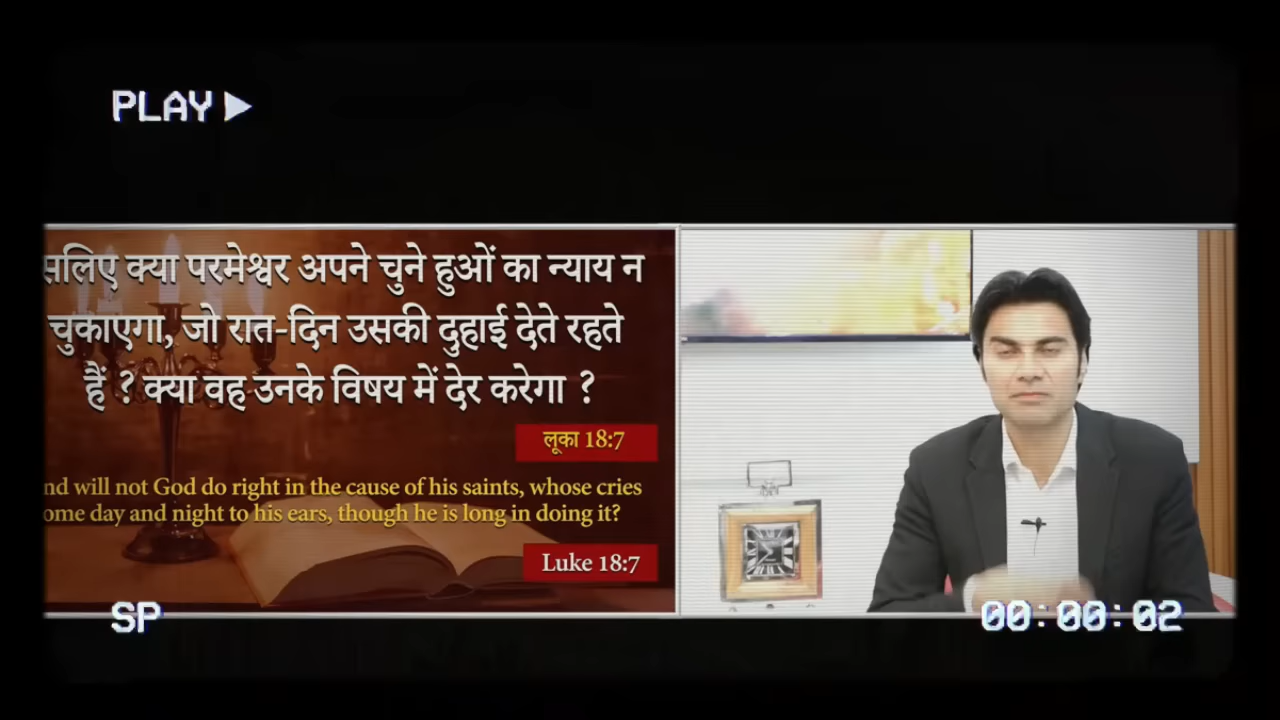 PLAY
सलिए क्या परमेश्वर अपने चुने हुओं का न्याय न
चुकाएगा, जो रात-दिन उसकी दुहाई देते रहते
हैं ? क्या वह उनके विषय में देर करेगा ?
लूका 18:7
nd will not God do right in the cause of his saints, whose cries
ome day and night to his ears, though he is long in doing it?
Luke 18:7
SP
00:00:02